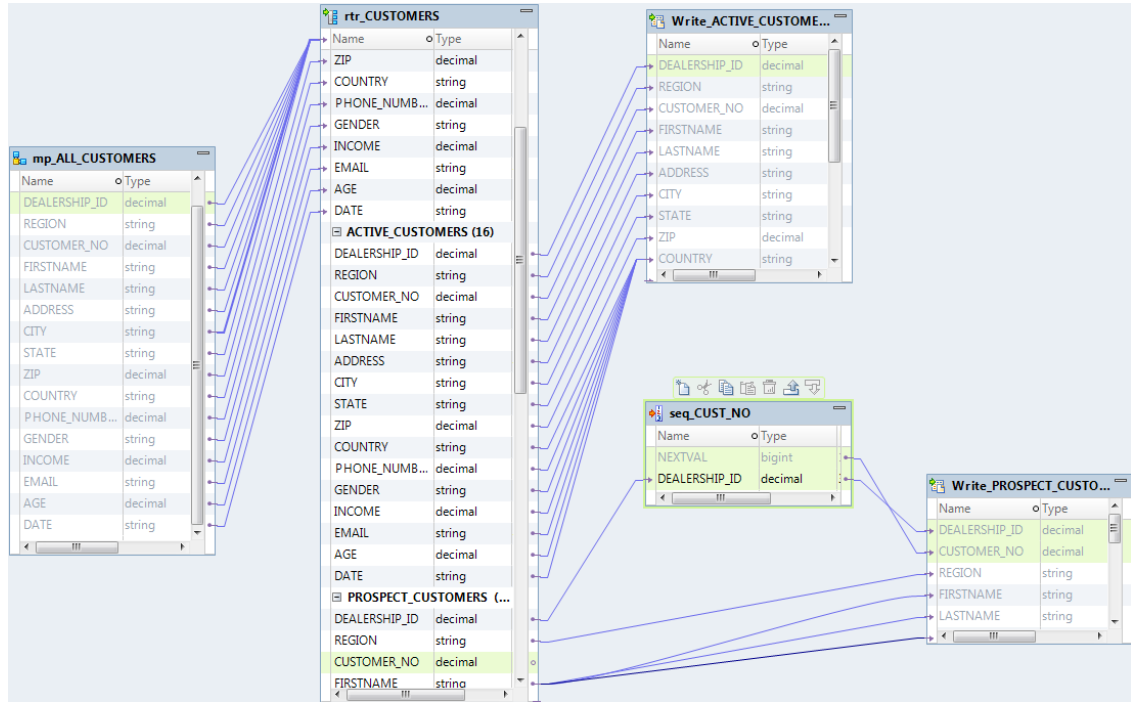 rtr_CUSTOMERS
Name Type
ZIP decimal
COUNTRY string
PHONE_NUMB... decimal
GENDER string
INCOME decimal
EMAIL string
AGE decimal
DATE string
ACTIVE_CUSTOMERS (16)
DEALERSHIP_ID decimal
REGION string
CUSTOMER_NO decimal
FIRSTNAME string
LASTNAME string
ADDRESS string
CITY string
STATE string
ZIP decimal
COUNTRY string
PHONE_NUMB... decimal
GENDER string
INCOME decimal
EMAIL string
AGE decimal
DATE string
PROSPECT_CUSTOMERS (...
DEALERSHIP_ID decimal
REGION string
CUSTOMER_NO decimal
FIRSTNAME string
mp_ALL_CUSTOMERS
Name Type
DEALERSHIP_ID decimal
REGION string
CUSTOMER_NO decimal
FIRSTNAME string
LASTNAME string
ADDRESS string
CITY string
STATE string
ZIP decimal
COUNTRY string
PHONE_NUMB... decimal
GENDER string
INCOME decimal
EMAIL string
AGE decimal
DATE string
Write_ACTIVE_CUSTOME...
Name Type
DEALERSHIP_ID decimal
REGION string
CUSTOMER_NO decimal
FIRSTNAME string
LASTNAME string
ADDRESS string
CITY string
STATE string
ZIP decimal
COUNTRY string
seq_CUST_NO
Name Type
NEXTVAL bigint
DEALERSHIP_ID decimal
Write_PROSPECT_CUSTO...
Name Type
DEALERSHIP_ID decimal
CUSTOMER_NO decimal
REGION string
FIRSTNAME string
LASTNAME string